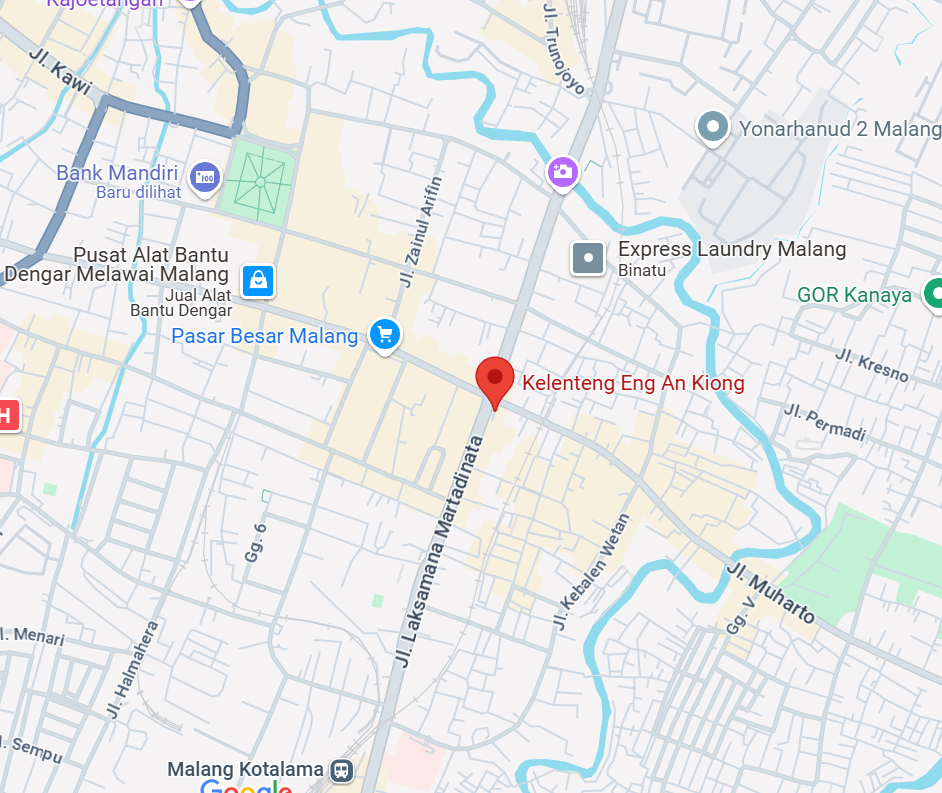 Kajoetangan
Jl. Kawi
Jl. Trunojoyo
Yonarhanud 2 Malang
Bank Mandiri
Baru dilihat
100
Jl. Zainul Arifin
Pusat Alat Bantu
Dengar Melawai Malang
Jual Alat
Bantu Dengar
Express Laundry Malang
Binatu
GOR Kanaya
Pasar Besar Malang
Jl. Kresno
Kelenteng Eng An Kiong
H
Jl. Permadi
Jl. Laksamana Martadinata
Gg. 6
Jl. Kebalen Wetan
Jl. Muharto
Gg. V
Jl. Menari
Jl. Halmahera
Jl. Sempu
Malang Kotalama
Google